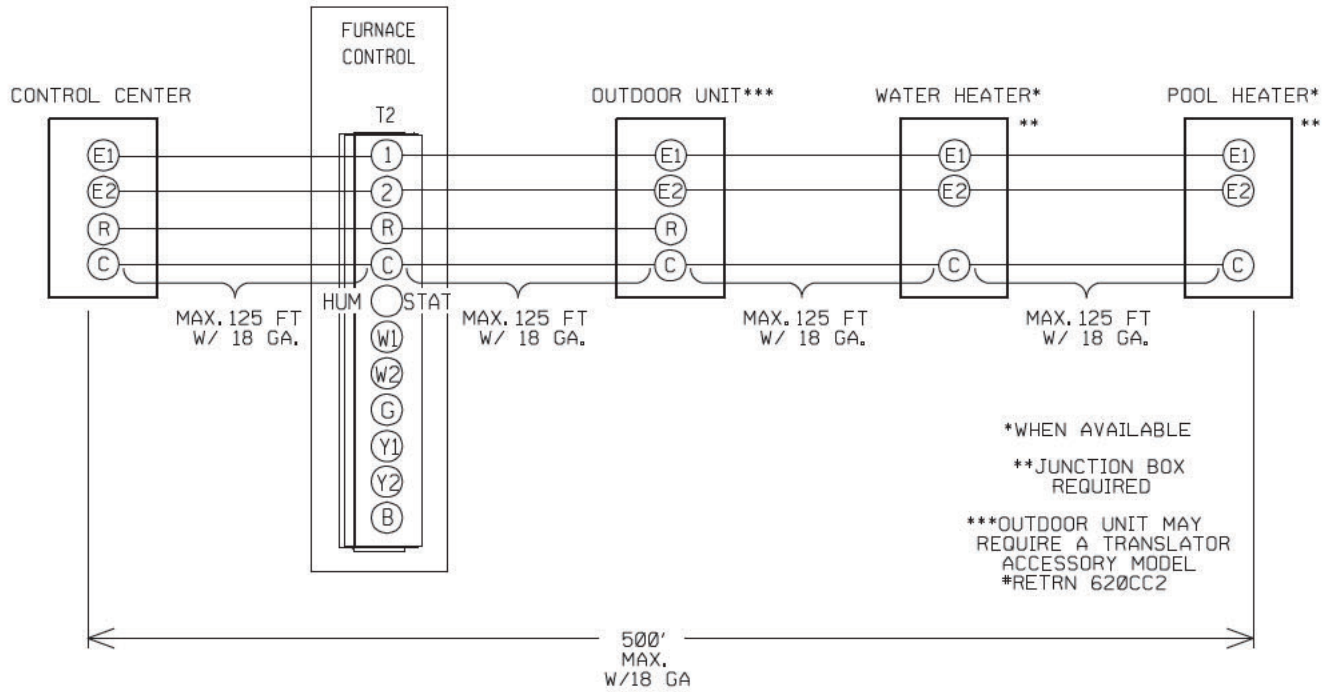 FURNACE
CONTROL
CONTROL CENTER
T2
OUTDOOR UNIT***
WATER HEATER*
**
POOL HEATER*
**
E1
1
E1
E1
E1
E2
2
E2
E2
E2
R
R
R
C
C
C
C
C
HUM STAT
MAX. 125 FT
W/ 18 GA.
MAX. 125 FT
W/ 18 GA.
MAX. 125 FT
W/ 18 GA.
MAX. 125 FT
W/ 18 GA.
W1
W2
G
Y1
Y2
B
*WHEN AVAILABLE
**JUNCTION BOX
REQUIRED
***OUTDOOR UNIT MAY
REQUIRE A TRANSLATOR
ACCESSORY MODEL
#RETRN 620CC2
500'
MAX.
W/18 GA